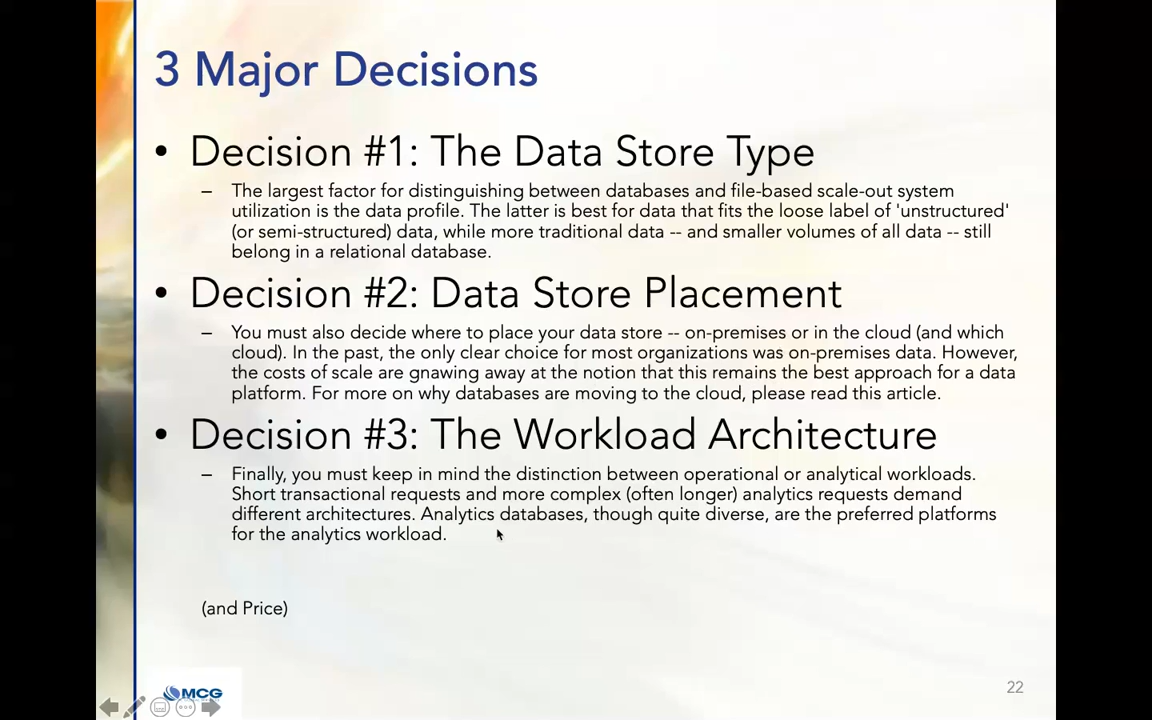 3 Major Decisions
• Decision #1: The Data Store Type
– The largest factor for distinguishing between databases and file-based scale-out system
utilization is the data profile. The latter is best for data that fits the loose label of 'unstructured'
(or semi-structured) data, while more traditional data -- and smaller volumes of all data -- still
belong in a relational database.
• Decision #2: Data Store Placement
– You must also decide where to place your data store -- on-premises or in the cloud (and which
cloud). In the past, the only clear choice for most organizations was on-premises data. However,
the costs of scale are gnawing away at the notion that this remains the best approach for a data
platform. For more on why databases are moving to the cloud, please read this article.
• Decision #3: The Workload Architecture
– Finally, you must keep in mind the distinction between operational or analytical workloads.
Short transactional requests and more complex (often longer) analytics requests demand
different architectures. Analytics databases, though quite diverse, are the preferred platforms
for the analytics workload.
(and Price)
MCG
22